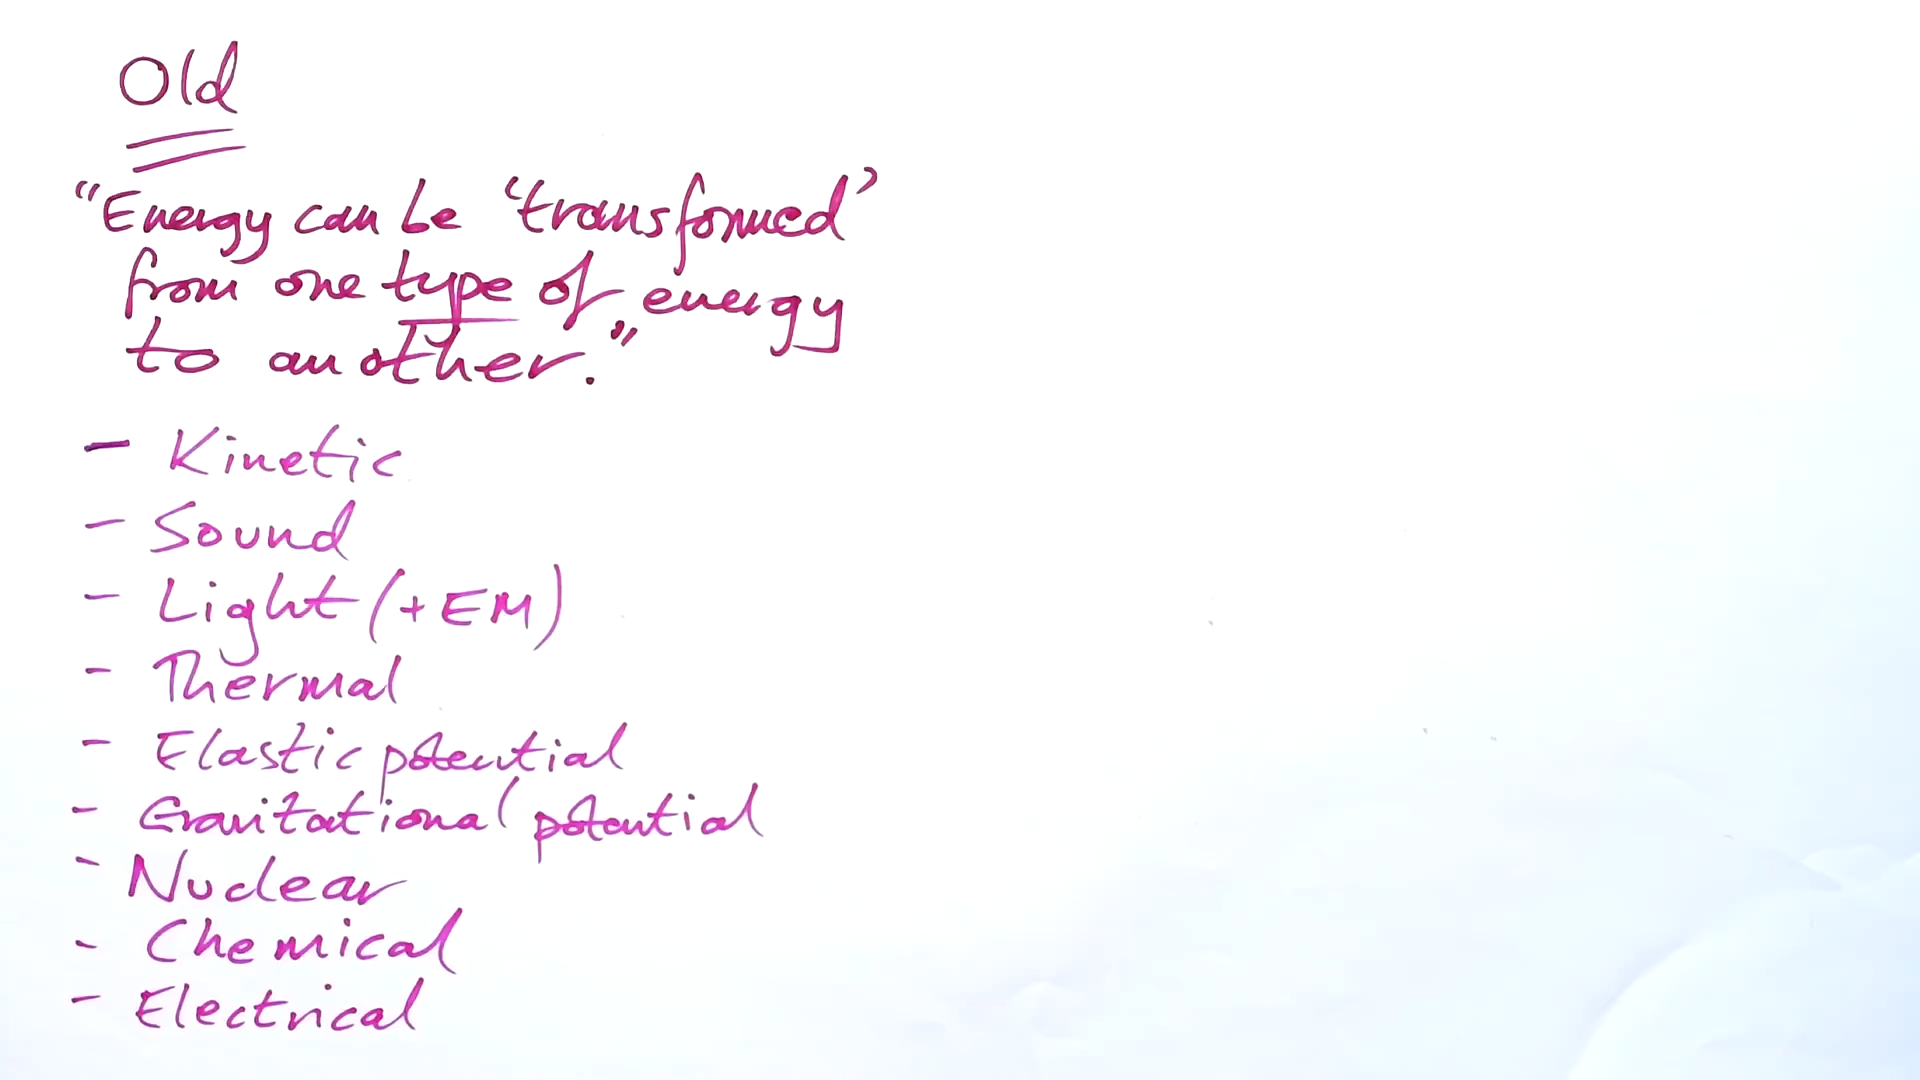 Old
"Energy can be 'transformed'
from one type of energy
to another."
- Kinetic
- Sound
- Light (+EM)
- Thermal
- Elastic potential
- Gravitational potential
- Nuclear
- Chemical
- Electrical